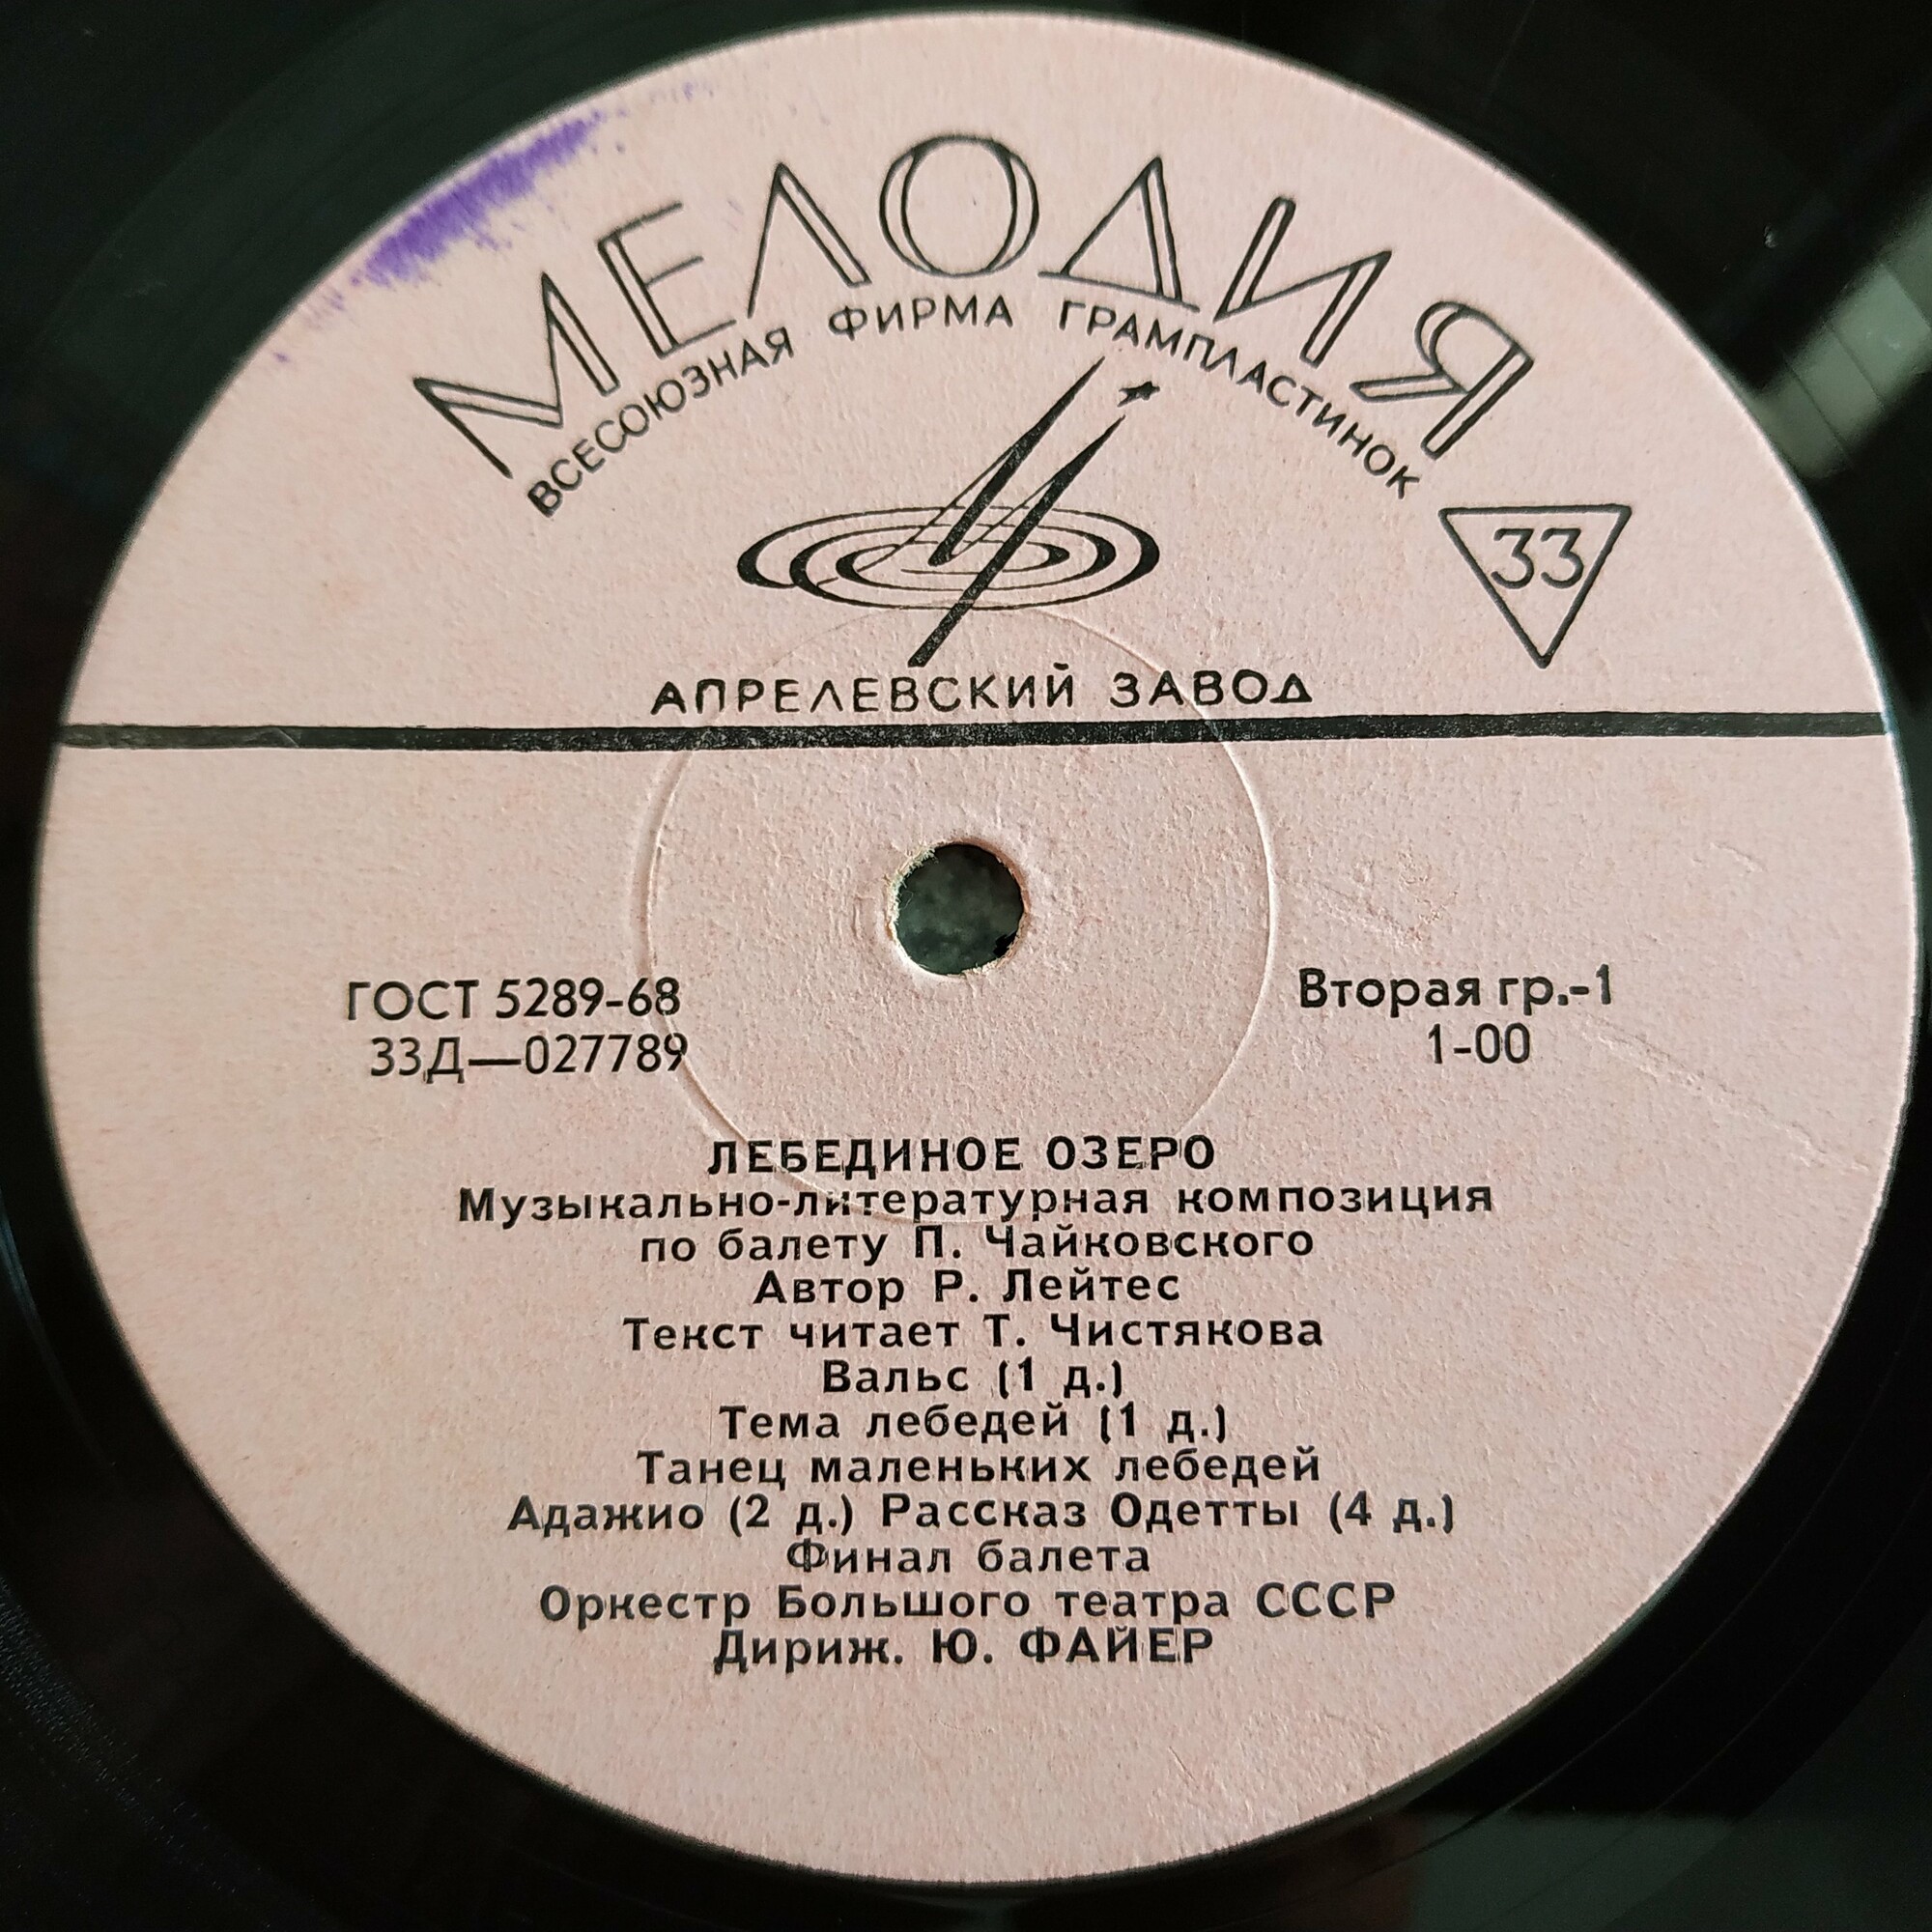 МЕЛОДИЯ
ВСЕСОЮЗНАЯ ФИРМА ГРАМПЛАСТИНОК
33
АПРЕЛЕВСКИЙ ЗАВОД
ГОСТ 5289-68
33Д—027789
Вторая гр.-1
1-00
ЛЕБЕДИНОЕ ОЗЕРО
Музыкально-литературная композиция
по балету П. Чайковского
Автор Р. Лейтес
Текст читает Т. Чистякова
Вальс (1 д.)
Тема лебедей (1 д.)
Танец маленьких лебедей
Адажио (2 д.) Рассказ Одетты (4 д.)
Финал балета
Оркестр Большого театра СССР
Дириж. Ю. ФАЙЕР